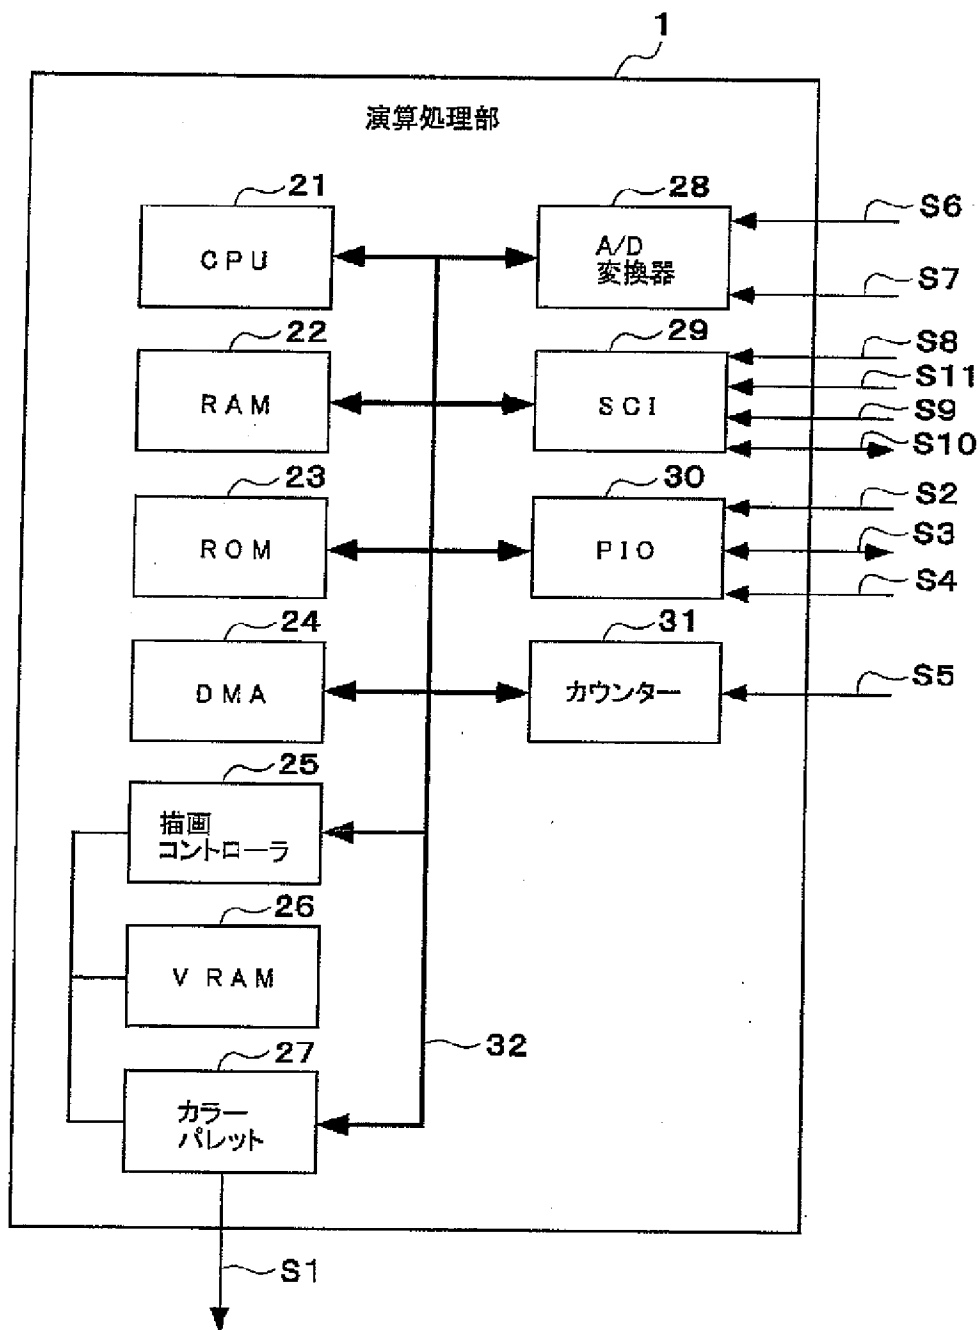 1
演算処理部
21
CPU
28
A/D
変換器
S6
S7
22
RAM
29
SCI
S8
S11
S9
S10
23
ROM
30
PIO
S2
S3
S4
24
DMA
31
カウンター
S5
25
描画
コントローラ
26
V RAM
27
カラー
パレット
32
S1